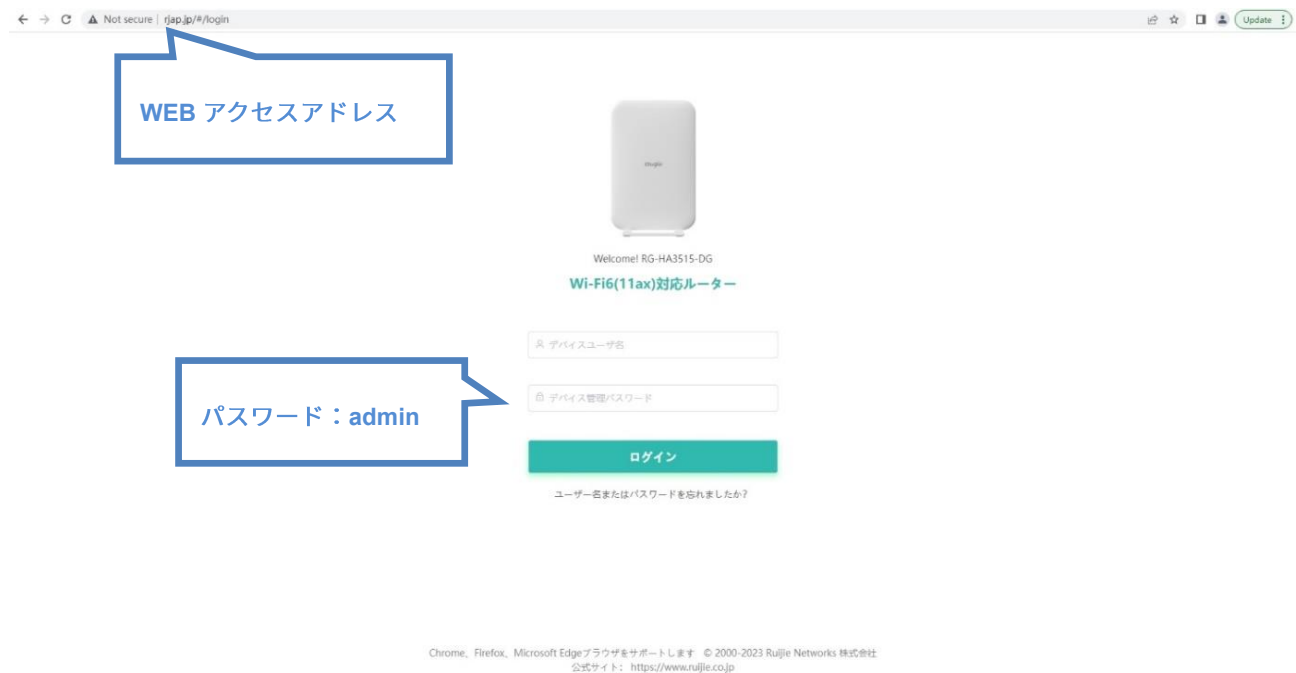 Not secure | rjap.jp/#/login
Update
WEB アクセスアドレス
Ruijie
Welcome! RG-HA3515-DG
Wi-Fi6(11ax)対応ルーター
デバイスユーザ名
デバイス管理パスワード
パスワード：admin
ログイン
ユーザー名またはパスワードを忘れましたか?
Chrome、Firefox、Microsoft Edgeブラウザをサポートします © 2000-2023 Ruijie Networks 株式会社
公式サイト： https://www.ruijie.co.jp